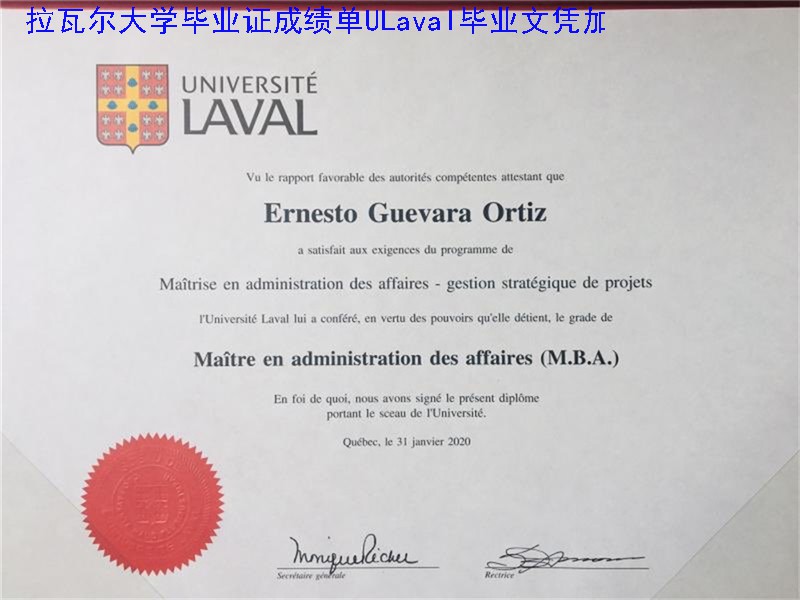 拉瓦尔大学毕业证成绩单ULaval毕业文凭加
UNIVERSITÉ
LAVAL
Vu le rapport favorable des autorités compétentes attestant que
Ernesto Guevara Ortiz
a satisfait aux exigences du programme de
Maîtrise en administration des affaires - gestion stratégique de projets
l'Université Laval lui a conféré, en vertu des pouvoirs qu'elle détient, le grade de
Maître en administration des affaires (M.B.A.)
En foi de quoi, nous avons signé le présent diplôme
portant le sceau de l'Université.
Québec, le 31 janvier 2020
Monique Richer
Secrétaire générale
Rectrice